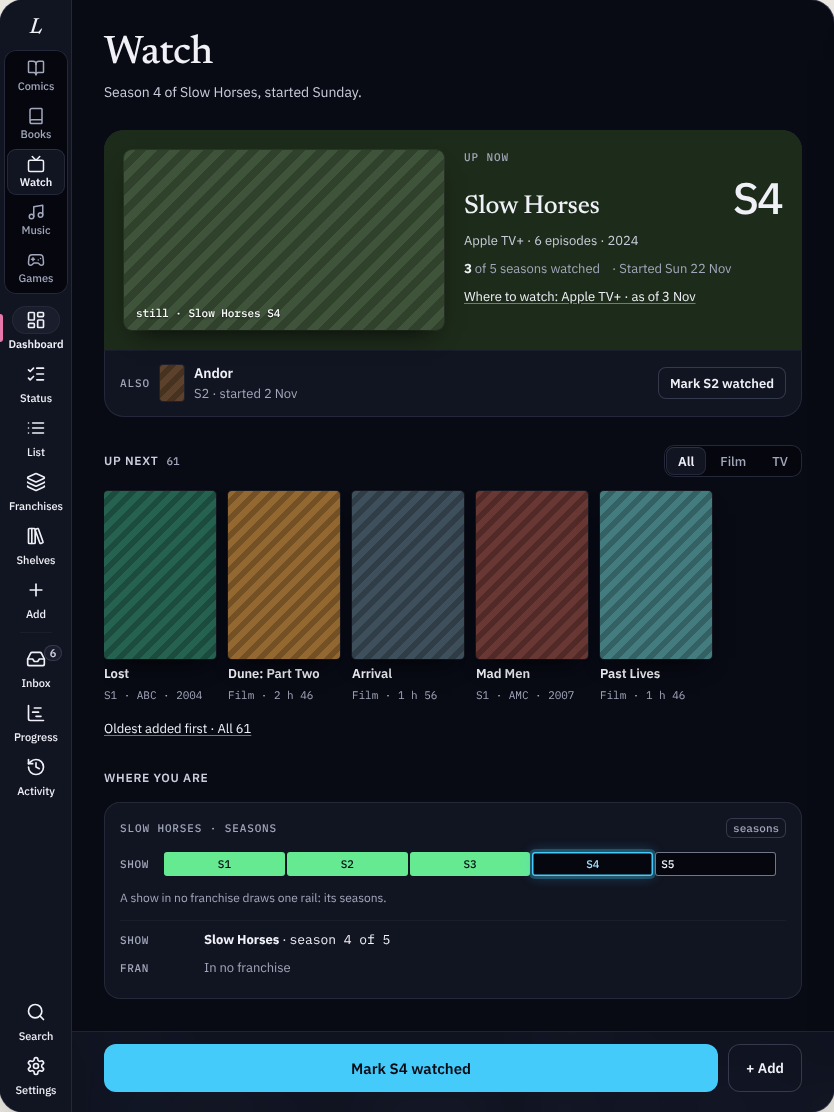 L
Comics
Books
Watch
Music
Games
Dashboard
Status
List
Franchises
Shelves
Add
6
Inbox
Progress
Activity
Search
Settings
Watch
Season 4 of Slow Horses, started Sunday.
still · Slow Horses S4
UP NOW
Slow Horses S4
Apple TV+ · 6 episodes · 2024
3 of 5 seasons watched · Started Sun 22 Nov
Where to watch: Apple TV+ · as of 3 Nov
ALSO
Andor
S2 · started 2 Nov
Mark S2 watched
UP NEXT 61
All Film TV
Lost
S1 · ABC · 2004
Dune: Part Two
Film · 2 h 46
Arrival
Film · 1 h 56
Mad Men
S1 · AMC · 2007
Past Lives
Film · 1 h 46
Oldest added first · All 61
WHERE YOU ARE
SLOW HORSES · SEASONS
seasons
SHOW S1 S2 S3 S4 S5
A show in no franchise draws one rail: its seasons.
SHOW Slow Horses · season 4 of 5
FRAN In no franchise
Mark S4 watched
+ Add